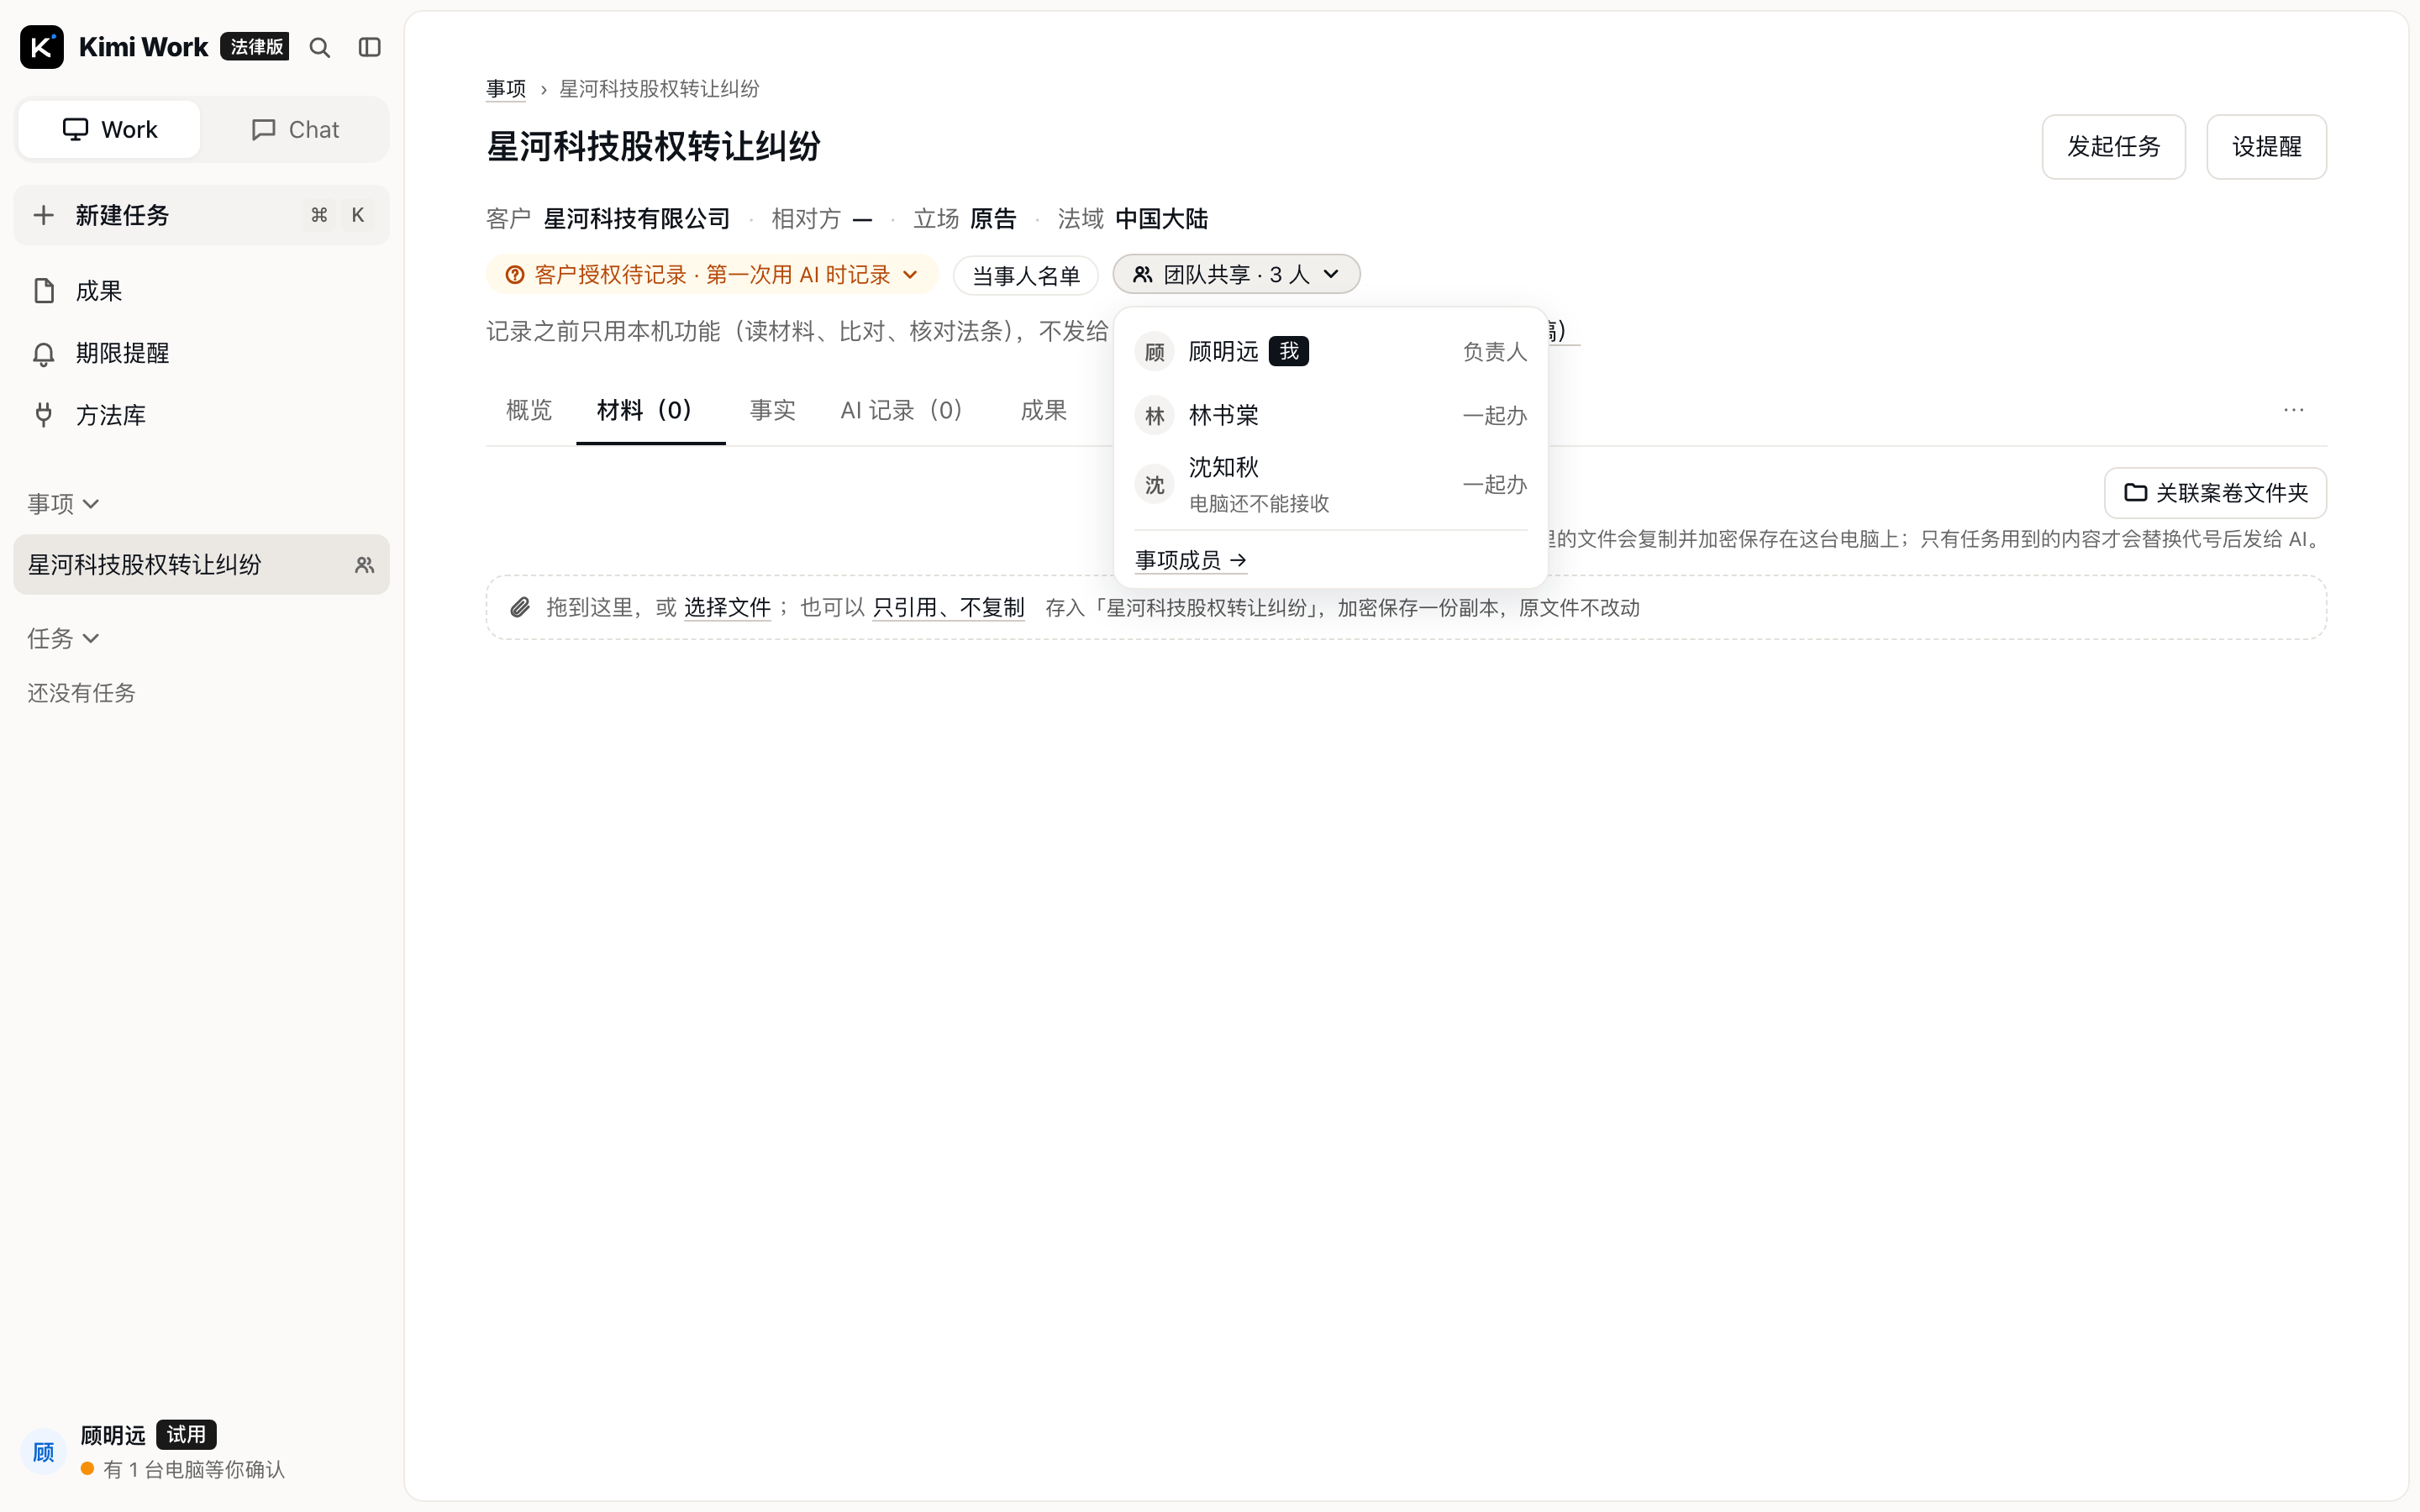 Kimi Work 法律版
Work Chat
新建任务 ⌘ K
成果
期限提醒
方法库
事项
星河科技股权转让纠纷
任务
还没有任务
顾 顾明远 试用
有 1 台电脑等你确认
事项 › 星河科技股权转让纠纷
星河科技股权转让纠纷
发起任务 设提醒
客户 星河科技有限公司 · 相对方 — · 立场 原告 · 法域 中国大陆
客户授权待记录 · 第一次用 AI 时记录 当事人名单 团队共享 · 3 人
记录之前只用本机功能（读材料、比对、核对法条），不发给
顾 顾明远 我 负责人
林 林书棠 一起办
沈 沈知秋 一起办
电脑还不能接收
事项成员 →
概览 材料（0） 事实 AI 记录（0） 成果 ···
关联案卷文件夹
的文件会复制并加密保存在这台电脑上；只有任务用到的内容才会替换代号后发给 AI。
拖到这里，或 选择文件 ；也可以 只引用、不复制 存入「星河科技股权转让纠纷」，加密保存一份副本，原文件不改动